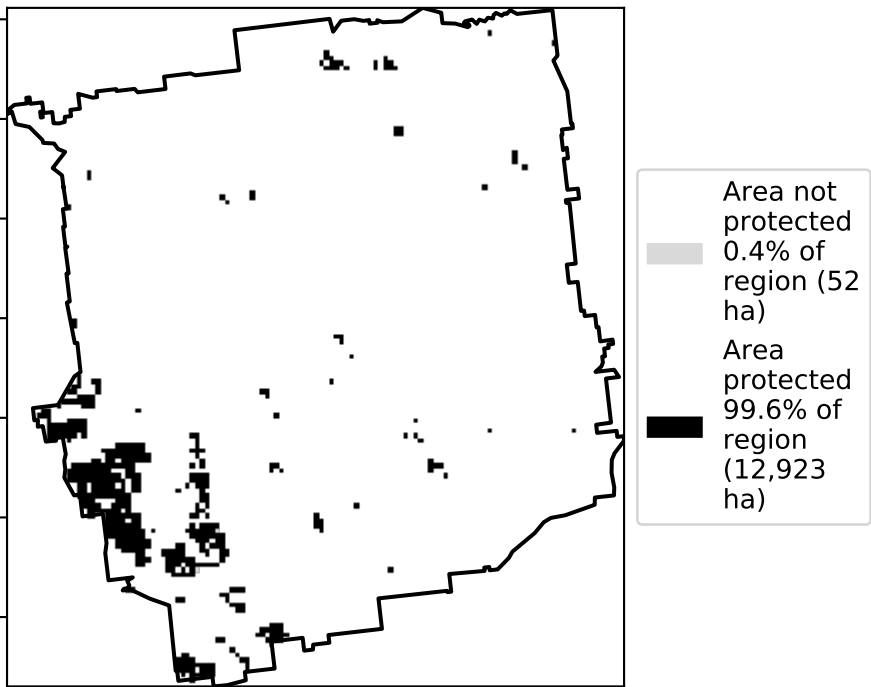 Area not
protected
0.4% of
region (52
ha)
Area
protected
99.6% of
region
(12,923
ha)